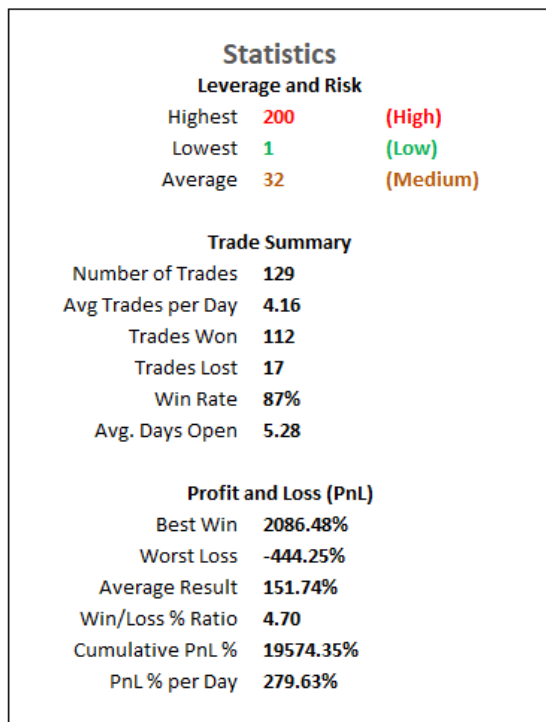 Statistics
Leverage and Risk
Highest 200 (High)
Lowest 1 (Low)
Average 32 (Medium)
Trade Summary
Number of Trades 129
Avg Trades per Day 4.16
Trades Won 112
Trades Lost 17
Win Rate 87%
Avg. Days Open 5.28
Profit and Loss (PnL)
Best Win 2086.48%
Worst Loss -444.25%
Average Result 151.74%
Win/Loss % Ratio 4.70
Cumulative PnL % 19574.35%
PnL % per Day 279.63%